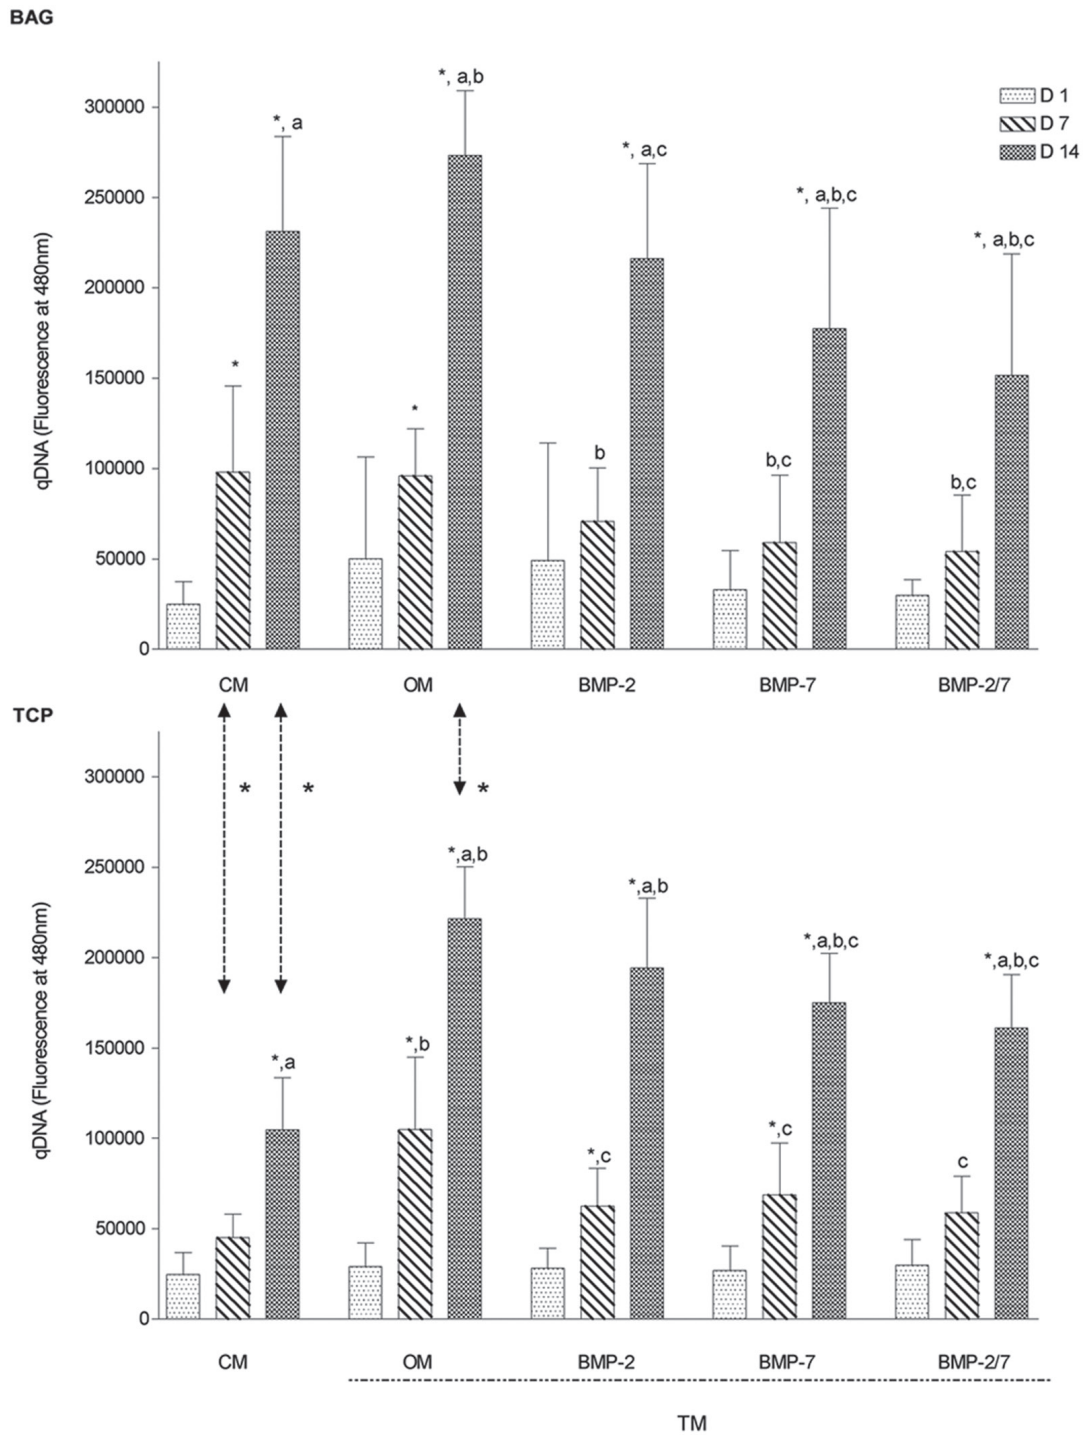 BAG
qDNA (Fluorescence at 480nm)
300000
250000
200000
150000
100000
50000
0
D 1
D 7
D 14
*
*, a
*
*, a,b
b
*, a,c
b,c
*, a,b,c
b,c
*, a,b,c
CM OM BMP-2 BMP-7 BMP-2/7
TCP
* * *
qDNA (Fluorescence at 480nm)
300000
250000
200000
150000
100000
50000
0
*,a
*,b
*,a,b
*,c
*,a,b
*,c
*,a,b,c
c
*,a,b,c
CM OM BMP-2 BMP-7 BMP-2/7
TM